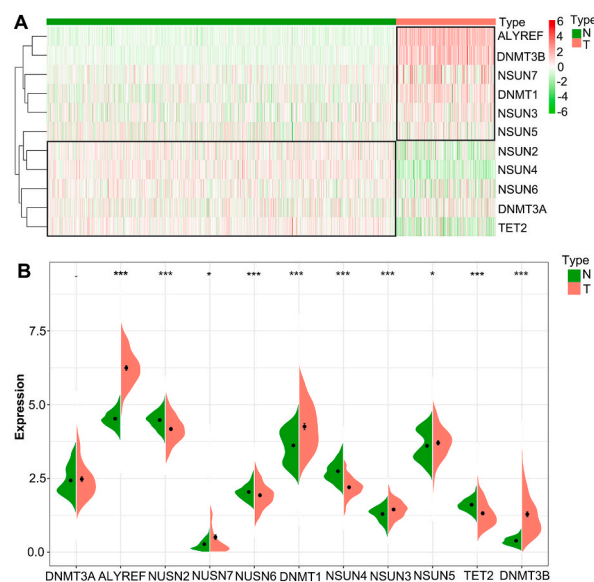 A
Type
Type
N
T
6
4
2
0
-2
-4
-6
ALYREF
DNMT3B
NSUN7
DNMT1
NSUN3
NSUN5
NSUN2
NSUN4
NSUN6
DNMT3A
TET2
B
Type
N
T
- *** *** * *** *** *** *** * *** ***
Expression
7.5
5.0
2.5
0.0
DNMT3A ALYREF NUSN2 NUSN7 NUSN6 DNMT1 NSUN4 NSUN3 NSUN5 TET2 DNMT3B